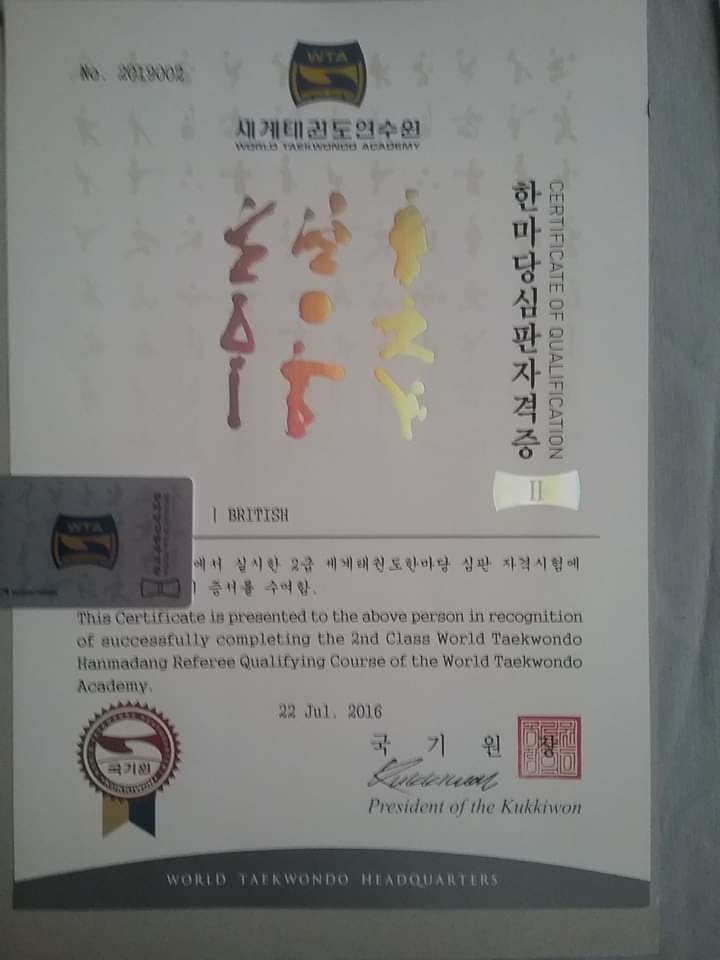 No. 2019002
WTA
세계태권도연수원
WORLD TAEKWONDO ACADEMY
CERTIFICATE OF QUALIFICATION
한마당심판자격증
II
| BRITISH
WTA
에서 실시한 2급 세계태권도한마당 심판 자격시험에
증서를 수여함.
This Certificate is presented to the above person in recognition
of successfully completing the 2nd Class World Taekwondo
Hanmadang Referee Qualifying Course of the World Taekwondo
Academy.
22 Jul. 2016
국 기 원 장
President of the Kukkiwon
국기원
WORLD TAEKWONDO HEADQUARTERS